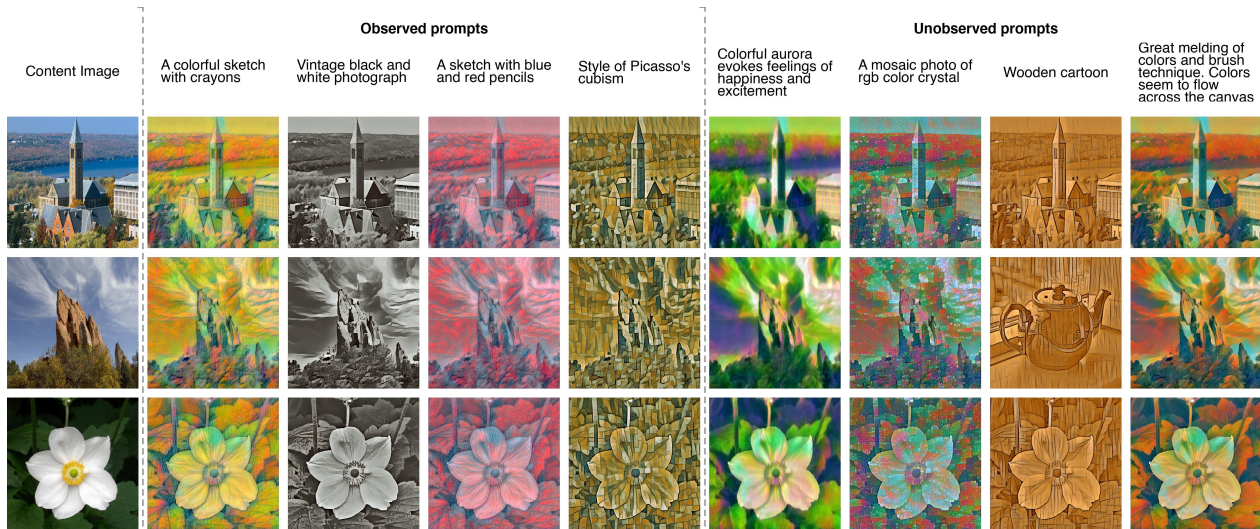 Observed prompts
Unobserved prompts
Content Image
A colorful sketch
with crayons
Vintage black and
white photograph
A sketch with blue
and red pencils
Style of Picasso's
cubism
Colorful aurora
evokes feelings of
happiness and
excitement
A mosaic photo of
rgb color crystal
Wooden cartoon
Great melding of
colors and brush
technique. Colors
seem to flow
across the canvas